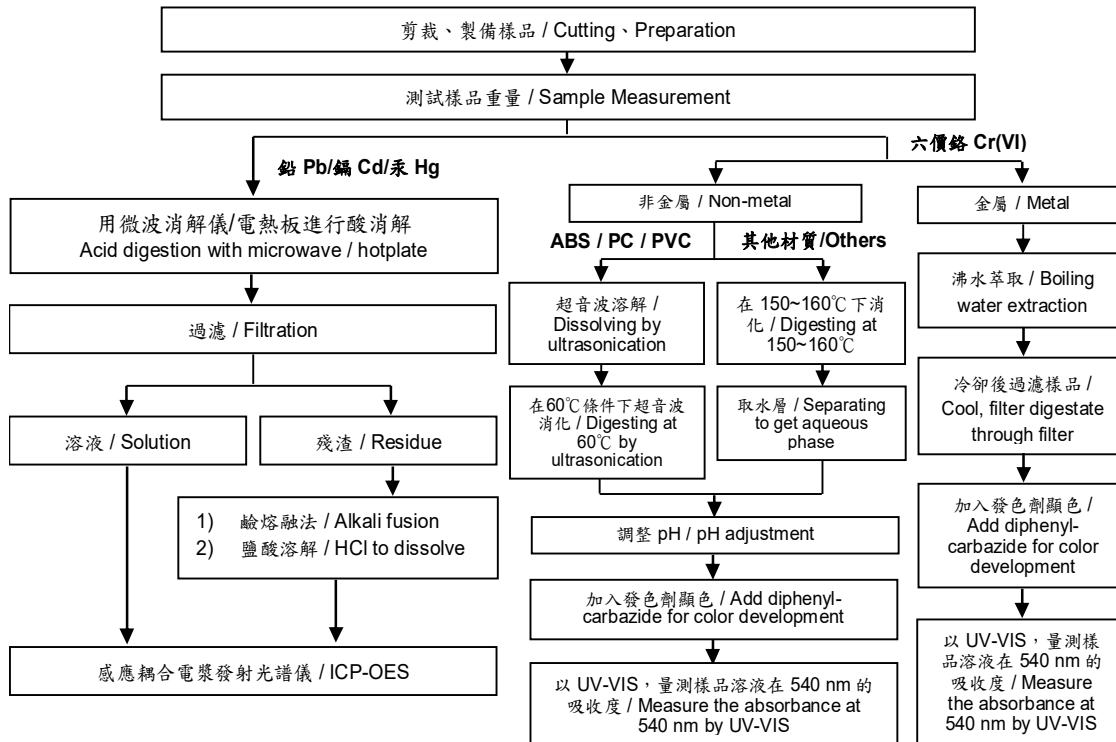 剪裁、製備樣品 / Cutting、Preparation
測試樣品重量 / Sample Measurement
鉛 Pb/鎘 Cd/汞 Hg
六價鉻 Cr(VI)
用微波消解儀/電熱板進行酸消解
Acid digestion with microwave / hotplate
過濾 / Filtration
溶液 / Solution
殘渣 / Residue
1) 鹼熔融法 / Alkali fusion
2) 鹽酸溶解 / HCl to dissolve
感應耦合電漿發射光譜儀 / ICP-OES
非金屬 / Non-metal
ABS / PC / PVC
其他材質/Others
超音波溶解 /
Dissolving by
ultrasonication
在60℃條件下超音波
消化 / Digesting at
60℃ by
ultrasonication
在 150~160℃下消
化 / Digesting at
150~160℃
取水層 / Separating
to get aqueous
phase
調整 pH / pH adjustment
加入發色劑顯色 / Add diphenyl-
carbazide for color development
以 UV-VIS，量測樣品溶液在 540 nm 的
吸收度 / Measure the absorbance at
540 nm by UV-VIS
金屬 / Metal
沸水萃取 / Boiling
water extraction
冷卻後過濾樣品 /
Cool, filter digestate
through filter
加入發色劑顯色 /
Add diphenyl-
carbazide for color
development
以 UV-VIS，量測樣
品溶液在 540 nm 的
吸收度 / Measure
the absorbance at
540 nm by UV-VIS